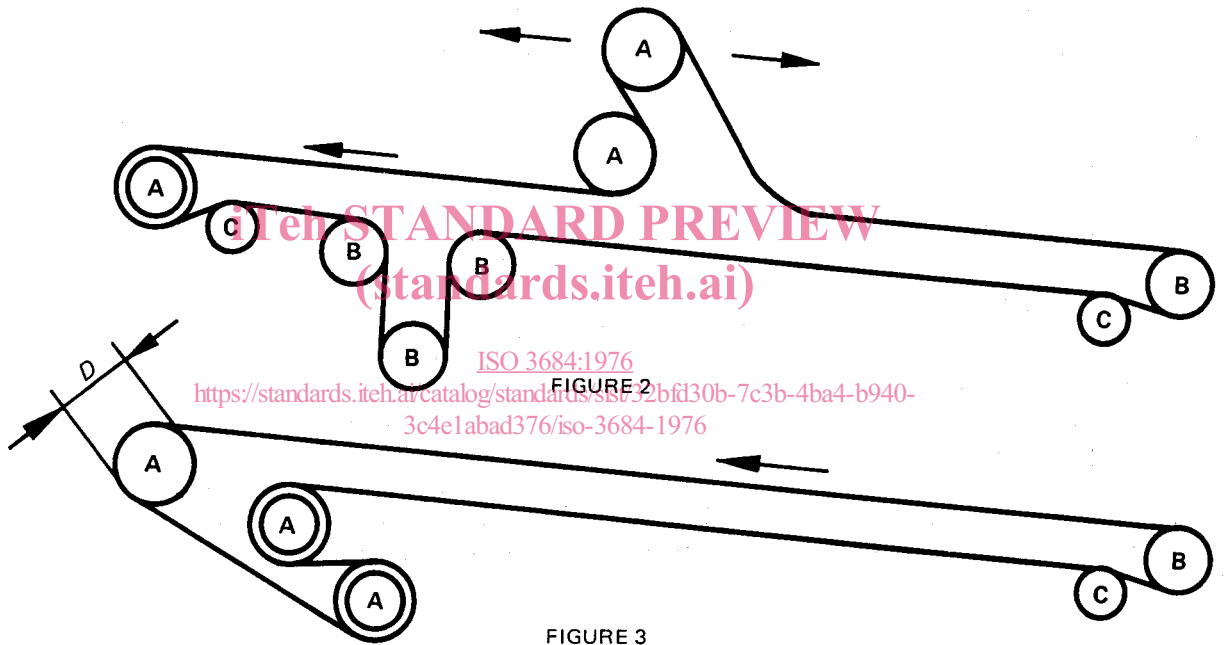 A
A
A
C
B
B
B
C
B
iTeh STANDARD PREVIEW
(standards.iteh.ai)
ISO 3684:1976
FIGURE 2
https://standards.iteh.ai/catalog/standards/sist/32bfd30b-7c3b-4ba4-b940-
3c4e1abad376/iso-3684-1976
D
A
A
A
B
C
FIGURE 3